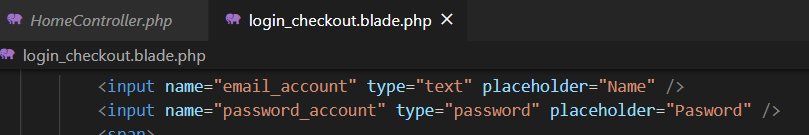 HomeController.php
login_checkout.blade.php
login_checkout.blade.php
<input name="email_account" type="text" placeholder="Name" />
<input name="password_account" type="password" placeholder="Pasword" />
<span>